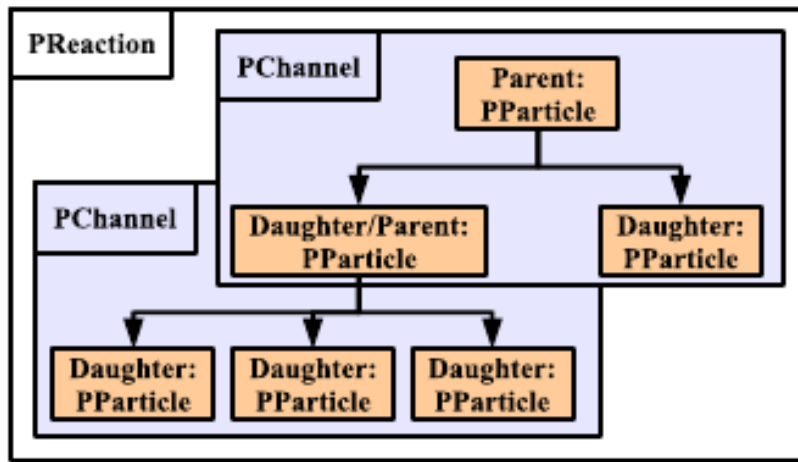 PReaction
PChannel
Parent:
PParticle
PChannel
Daughter/Parent:
PParticle
Daughter:
PParticle
Daughter:
PParticle
Daughter:
PParticle
Daughter:
PParticle